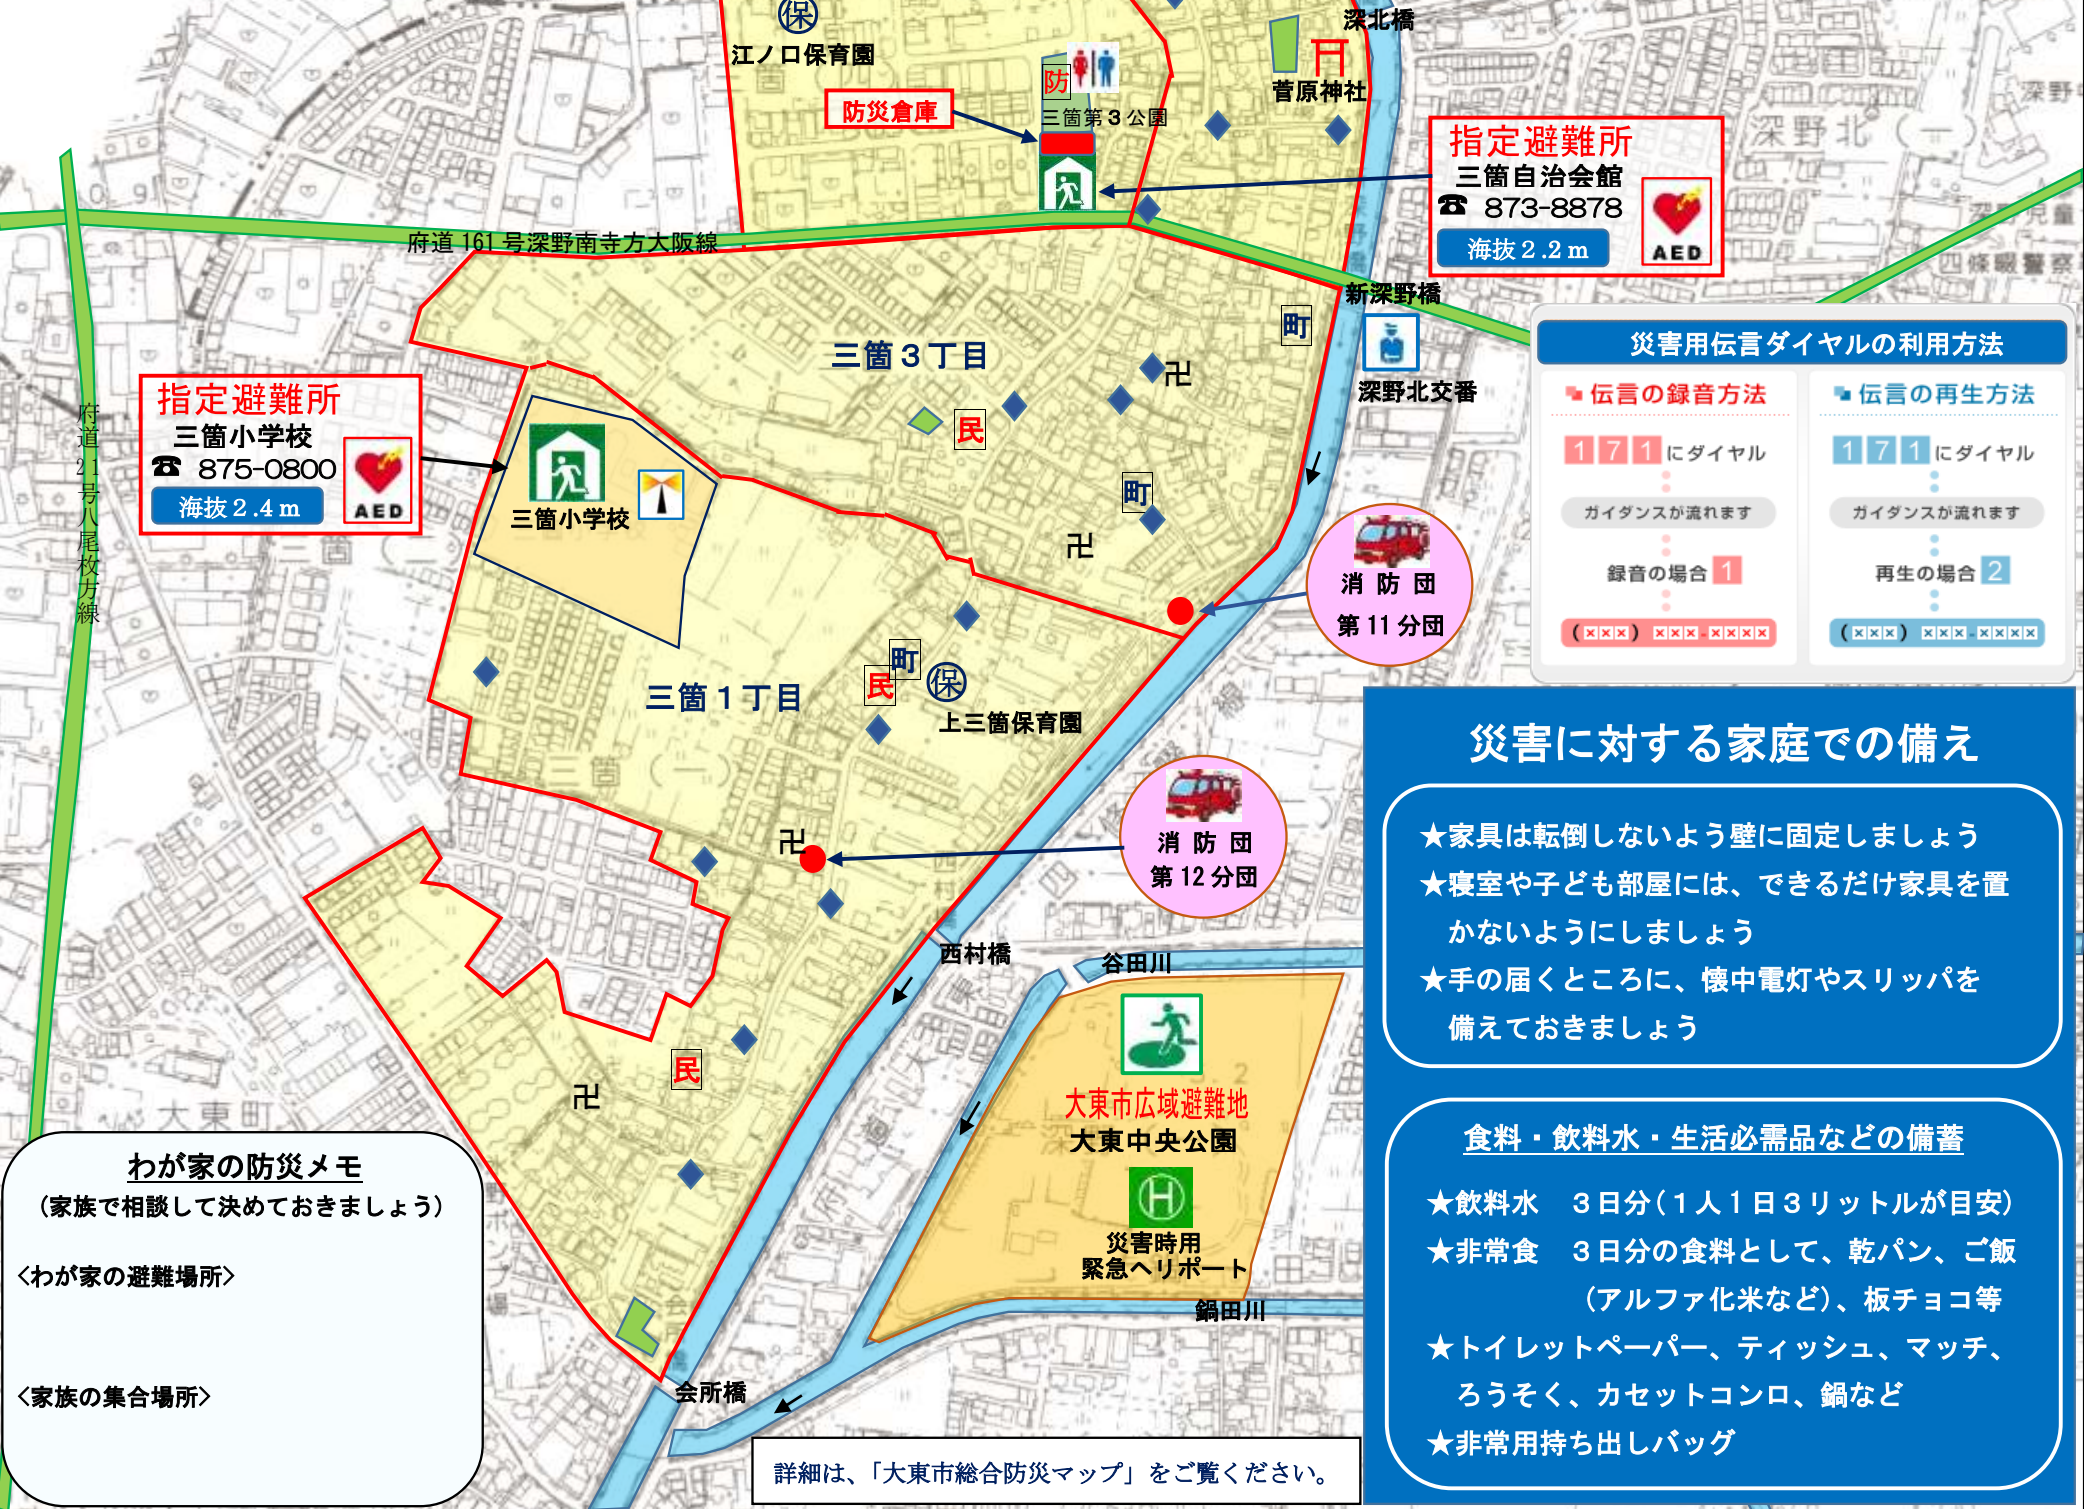 保
江ノ口保育園
深北橋
防
菅原神社
防災倉庫
三箇第3公園
指定避難所
三箇自治会館
☎ 873-8878
海抜2.2m
AED
深野北(一)
府道161号深野南寺方大阪線
新深野橋
町
三箇3丁目
卍
深野北交番
民
町
卍
指定避難所
三箇小学校
☎ 875-0800
海抜2.4m
AED
府道21号八尾枚方線
三箇小学校
消防団
第11分団
災害用伝言ダイヤルの利用方法
伝言の録音方法
171にダイヤル
ガイダンスが流れます
録音の場合1
(×××)×××-××××
伝言の再生方法
171にダイヤル
ガイダンスが流れます
再生の場合2
(×××)×××-××××
町
民
保
三箇1丁目
上三箇保育園
三箇(一)
卍
消防団
第12分団
西村橋
谷田川
民
卍
大東町
大東市広域避難地
大東中央公園
H
災害時用
緊急ヘリポート
鍋田川
会所橋
わが家の防災メモ
(家族で相談して決めておきましょう)
<わが家の避難場所>
<家族の集合場所>
詳細は、「大東市総合防災マップ」をご覧ください。
災害に対する家庭での備え
★家具は転倒しないよう壁に固定しましょう
★寝室や子ども部屋には、できるだけ家具を置
かないようにしましょう
★手の届くところに、懐中電灯やスリッパを
備えておきましょう
食料・飲料水・生活必需品などの備蓄
★飲料水 3日分(1人1日3リットルが目安)
★非常食 3日分の食料として、乾パン、ご飯
(アルファ化米など)、板チョコ等
★トイレットペーパー、ティッシュ、マッチ、
ろうそく、カセットコンロ、鍋など
★非常用持ち出しバッグ